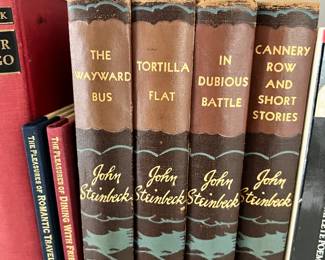 THE PLEASURES OF ROMANTIC TRAVEL
THE PLEASURES OF DINING WITH
THE
WAYWARD
BUS
John
Steinbeck
TORTILLA
FLAT
John
Steinbeck
IN
DUBIOUS
BATTLE
John
Steinbeck
CANNERY
ROW
AND
SHORT
STORIES
John
Steinbeck